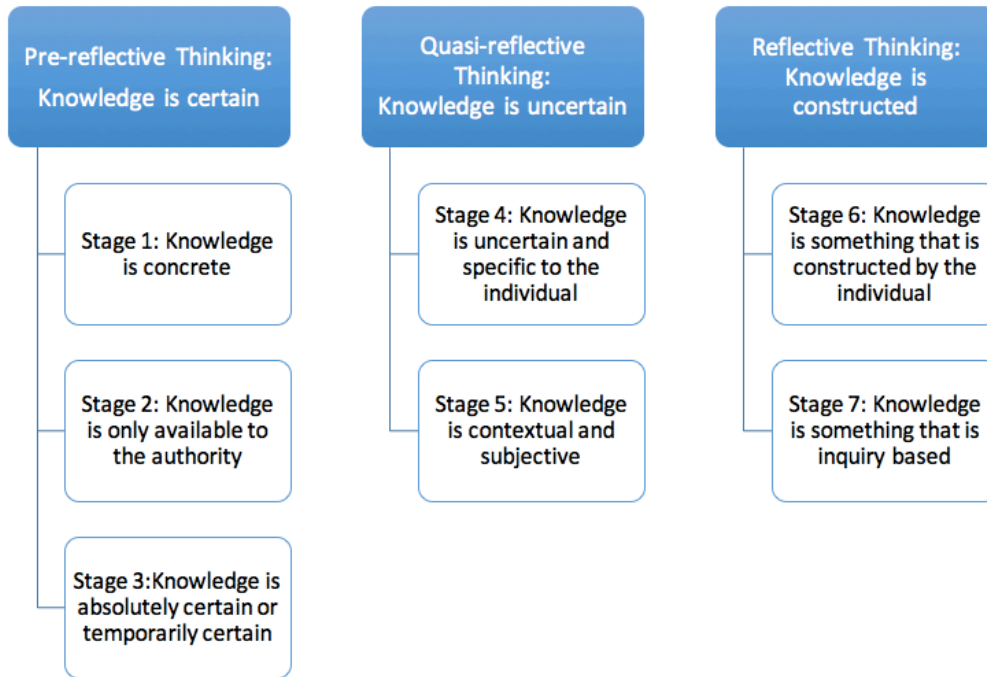 Pre-reflective Thinking:
Knowledge is certain
Stage 1: Knowledge
is concrete
Stage 2: Knowledge
is only available to
the authority
Stage 3:Knowledge is
absolutely certain or
temporarily certain
Quasi-reflective
Thinking:
Knowledge is uncertain
Stage 4: Knowledge
is uncertain and
specific to the
individual
Stage 5: Knowledge
is contextual and
subjective
Reflective Thinking:
Knowledge is
constructed
Stage 6: Knowledge
is something that is
constructed by the
individual
Stage 7: Knowledge
is something that is
inquiry based